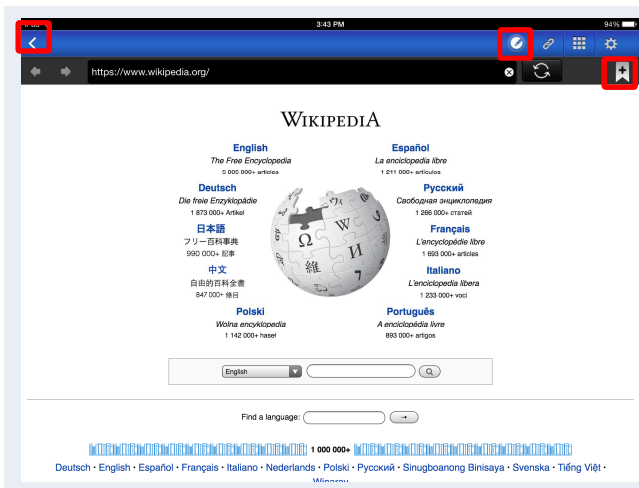 3:43 PM
94%
https://www.wikipedia.org/
WIKIPEDIA
English
The Free Encyclopedia
5 005 000+ articles
Español
La enciclopedia libre
1 211 000+ artículos
Deutsch
Die freie Enzyklopädie
1 873 000+ Artikel
Русский
Свободная энциклопедия
1 266 000+ статей
日本語
フリー百科事典
990 000+ 記事
Français
L'encyclopédie libre
1 693 000+ articles
中文
自由的百科全書
847 000+ 條目
Italiano
L'enciclopedia libera
1 233 000+ voci
Polski
Wolna encyklopedia
1 142 000+ haseł
Português
A enciclopédia livre
893 000+ artigos
Ω W И 維 7
English
Find a language:
1 000 000+
Deutsch · English · Español · Français · Italiano · Nederlands · Polski · Русский · Sinugboanong Binisaya · Svenska · Tiếng Việt ·
Winaray